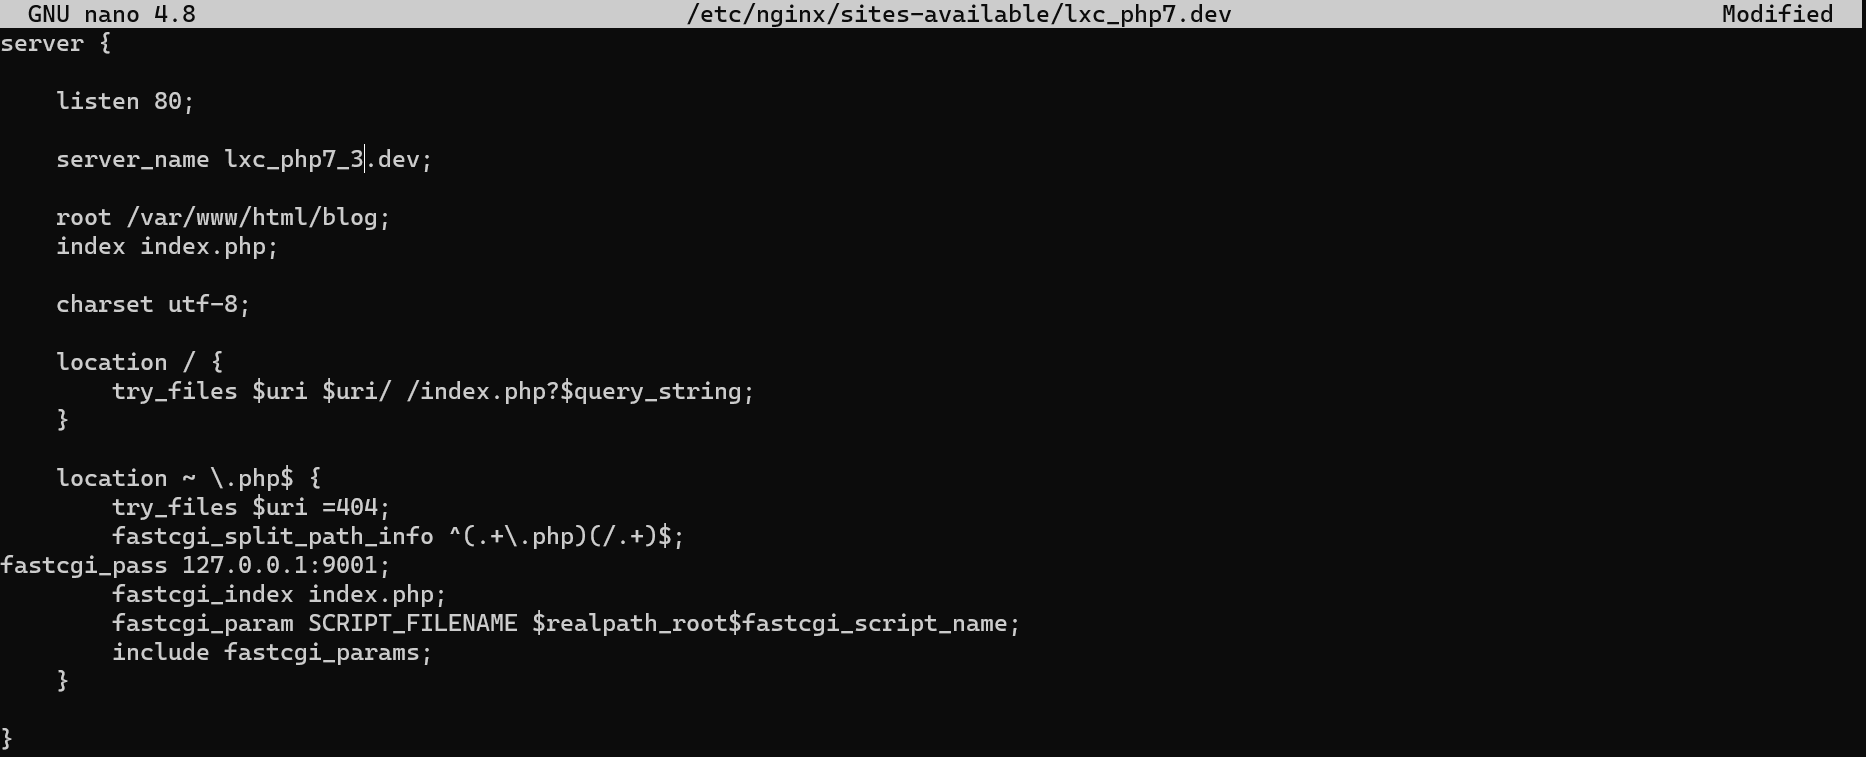 GNU nano 4.8 /etc/nginx/sites-available/lxc_php7.dev Modified
server {
    listen 80;
    server_name lxc_php7_3.dev;
    root /var/www/html/blog;
    index index.php;
    charset utf-8;
    location / {
        try_files $uri $uri/ /index.php?$query_string;
    }
    location ~ \.php$ {
        try_files $uri =404;
        fastcgi_split_path_info ^(.+\.php)(/.+)$;
fastcgi_pass 127.0.0.1:9001;
        fastcgi_index index.php;
        fastcgi_param SCRIPT_FILENAME $realpath_root$fastcgi_script_name;
        include fastcgi_params;
    }
}